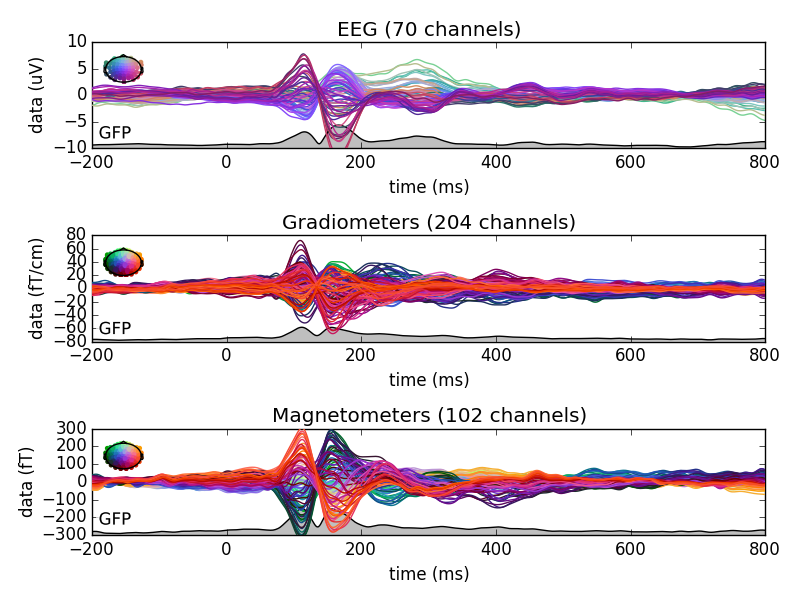 EEG (70 channels)
10
5
0
−5
−10
data (uV)
GFP
−200 0 200 400 600 800
time (ms)
Gradiometers (204 channels)
80
60
40
20
0
−20
−40
−60
−80
data (fT/cm)
GFP
−200 0 200 400 600 800
time (ms)
Magnetometers (102 channels)
300
200
100
0
−100
−200
−300
data (fT)
GFP
−200 0 200 400 600 800
time (ms)